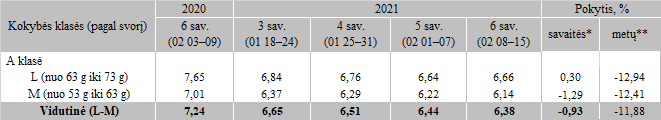 Kokybės klasės (pagal svorį) 2020 2021 Pokytis, %
6 sav. (02 03–09) 3 sav. (01 18–24) 4 sav. (01 25–31) 5 sav. (02 01–07) 6 sav. (02 08–15) savaitės* metų**
A klasė
L (nuo 63 g iki 73 g) 7,65 6,84 6,76 6,64 6,66 0,30 -12,94
M (nuo 53 g iki 63 g) 7,01 6,37 6,29 6,22 6,14 -1,29 -12,41
Vidutinė (L-M) 7,24 6,65 6,51 6,44 6,38 -0,93 -11,88